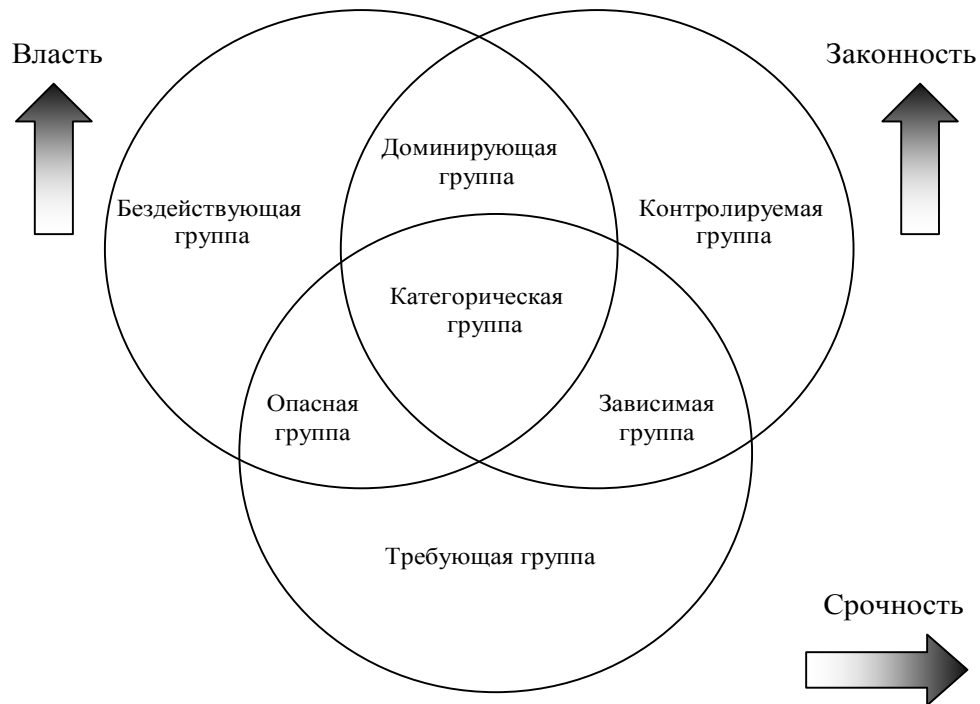 Власть
Законность
Доминирующая
группа
Бездействующая
группа
Контролируемая
группа
Категорическая
группа
Опасная
группа
Зависимая
группа
Требующая группа
Срочность